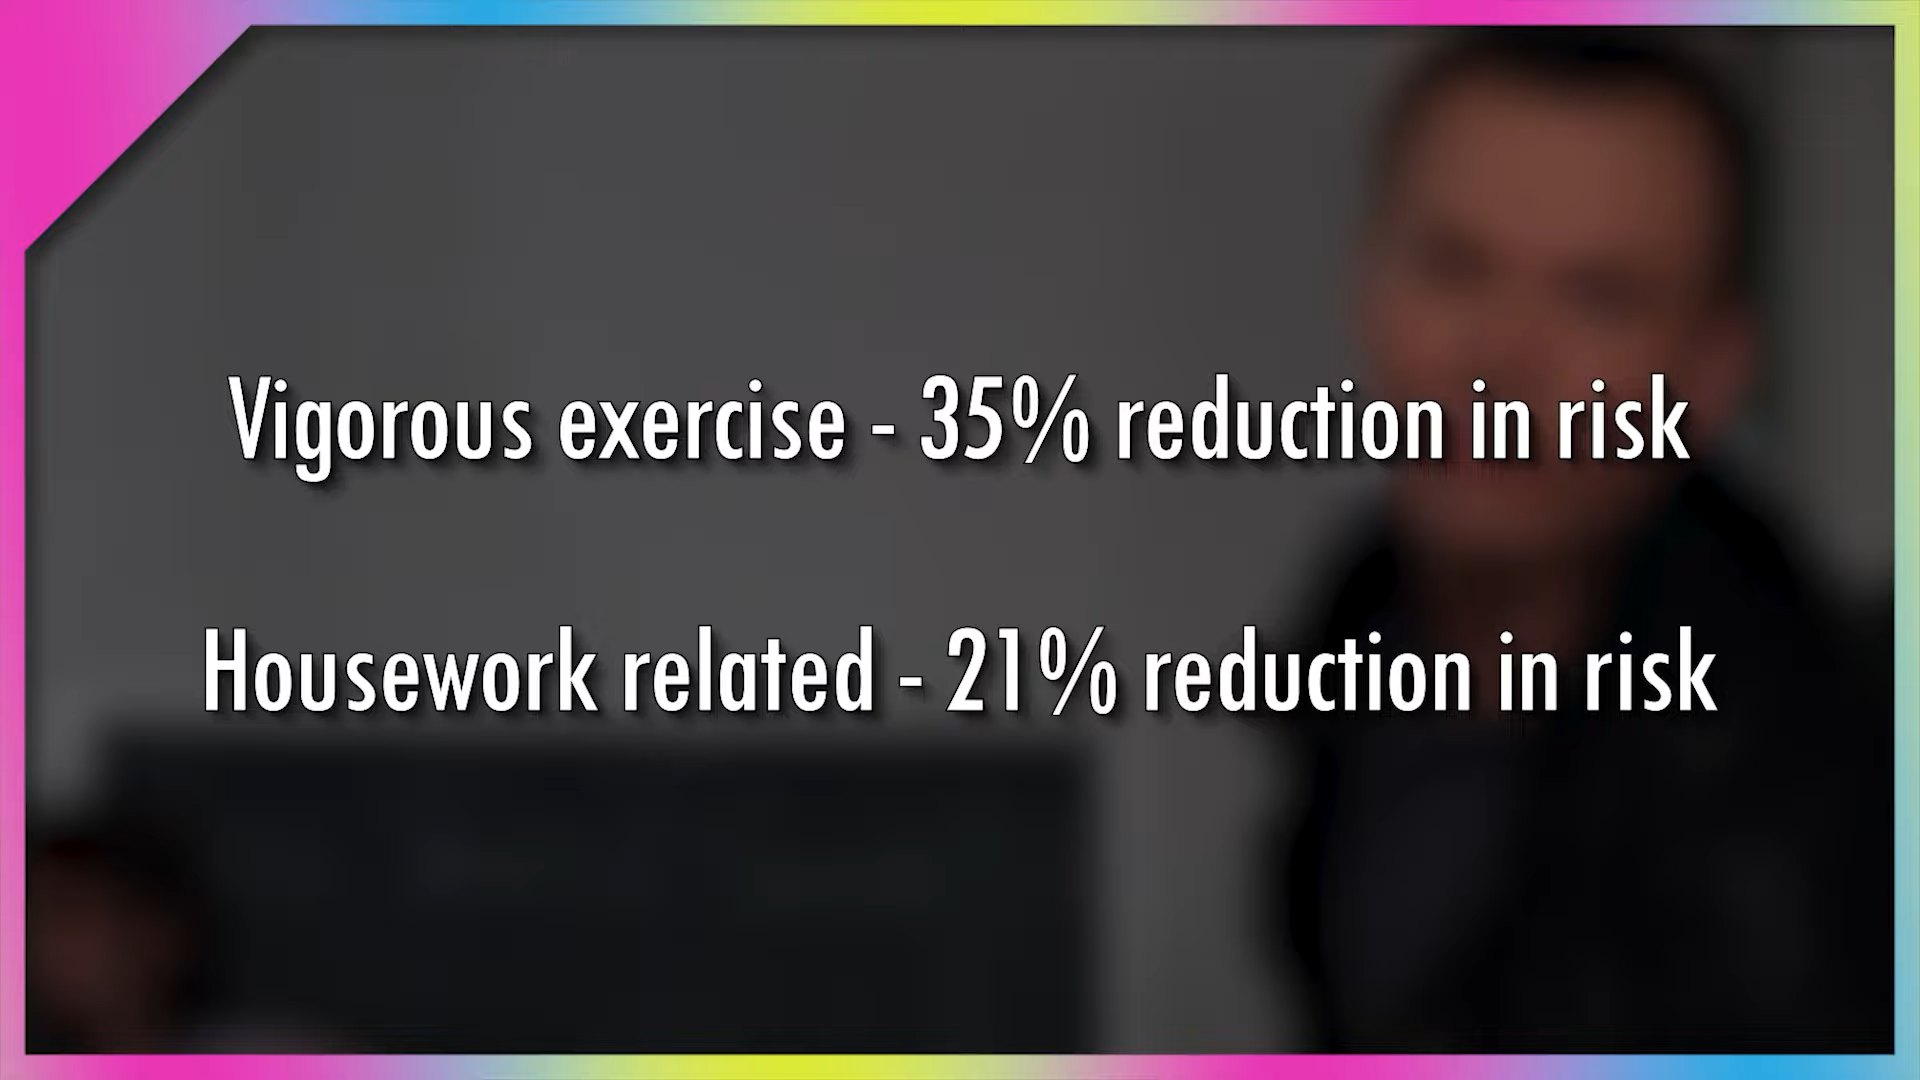 Vigorous exercise - 35% reduction in risk
Housework related - 21% reduction in risk